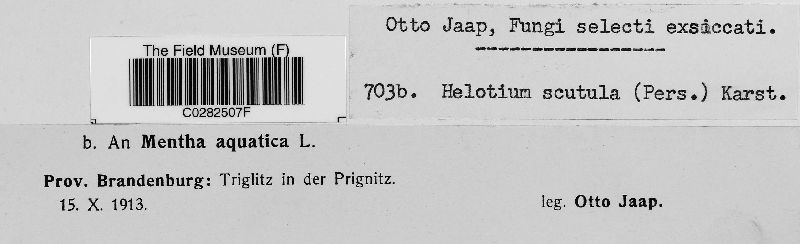 Otto Jaap, Fungi selecti exsiccati.
The Field Museum (F)
C0282507F
703b. Helotium scutula (Pers.) Karst.
b. An Mentha aquatica L.
Prov. Brandenburg: Triglitz in der Prignitz.
15. X. 1913.
leg. Otto Jaap.